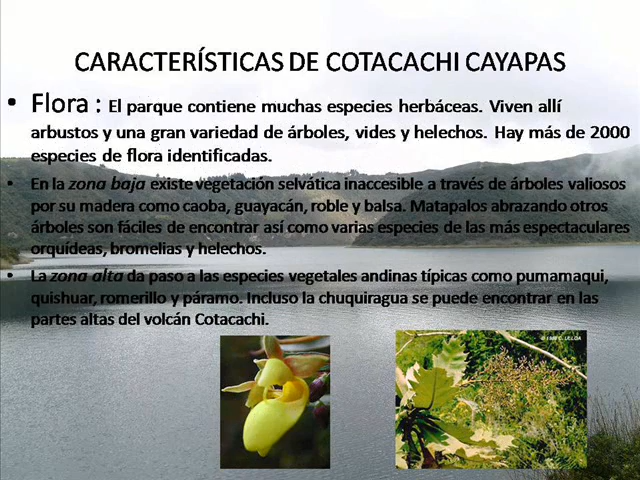 CARACTERÍSTICAS DE COTACACHI CAYAPAS
• Flora : El parque contiene muchas especies herbáceas. Viven allí
arbustos y una gran variedad de árboles, vides y helechos. Hay más de 2000
especies de flora identificadas.
• En la zona baja existe vegetación selvática inaccesible a través de árboles valiosos
por su madera como caoba, guayacán, roble y balsa. Matapalos abrazando otros
árboles son fáciles de encontrar así como varias especies de las más espectaculares
orquídeas, bromelias y helechos.
• La zona alta da paso a las especies vegetales andinas típicas como pumamaqui,
quishuar, romerillo y páramo. Incluso la chuquiragua se puede encontrar en las
partes altas del volcán Cotacachi.